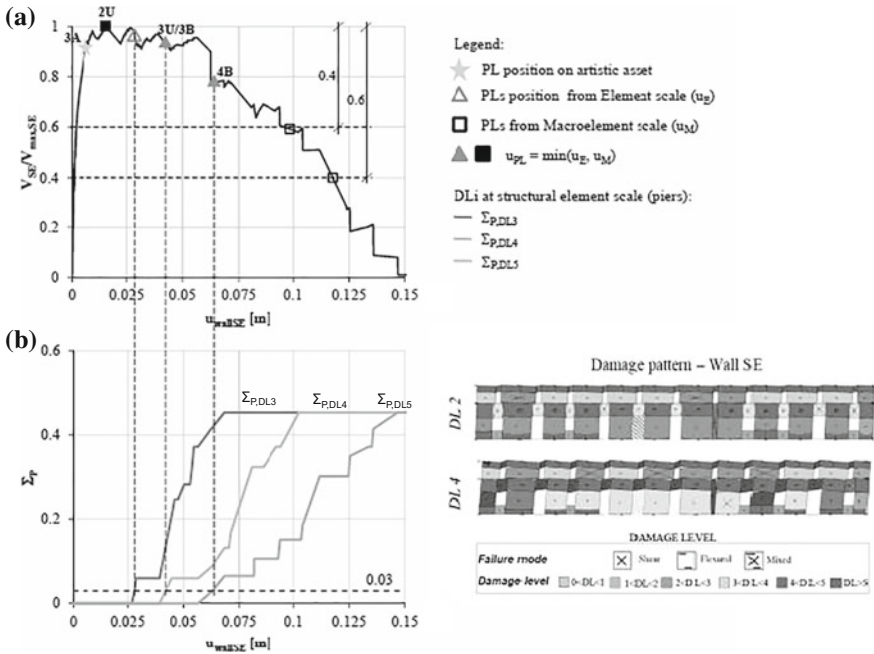 (a)
2U
3A
3U/3B
4B
0.4
0.6
1
0.8
0.6
0.4
0.2
0
V_SE/V_max,SE
0 0.025 0.05 0.075 0.1 0.125 0.15
u_wallSE [m]
Legend:
PL position on artistic asset
PLs position from Element scale (u_E)
PLs from Macroelement scale (u_M)
u_PL = min(u_E, u_M)
DLi at structural element scale (piers):
Σ_P,DL3
Σ_P,DL4
Σ_P,DL5
(b)
0.6
0.4
0.2
0
Σ_P
Σ_P,DL3 Σ_P,DL4 Σ_P,DL5
0.03
0 0.025 0.05 0.075 0.1 0.125 0.15
u_wallSE [m]
Damage pattern – Wall SE
DL 2
DL 4
DAMAGE LEVEL
Failure mode Shear Flexural Mixed
Damage level 0<DL<1 1<DL<2 2<DL<3 3<DL<4 4<DL<5 DL>5